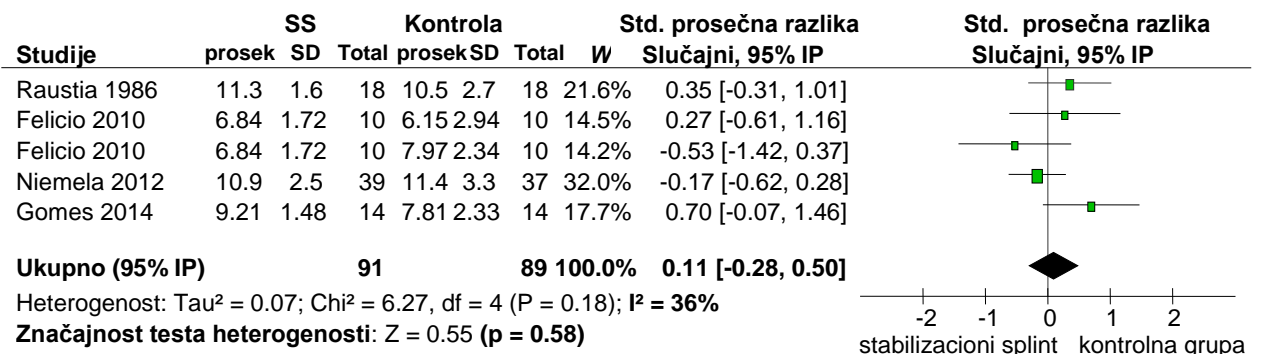 SS Kontrola Std. prosečna razlika Std. prosečna razlika
Studije prosek SD Total prosek SD Total W Slučajni, 95% IP Slučajni, 95% IP
Raustia 1986 11.3 1.6 18 10.5 2.7 18 21.6% 0.35 [-0.31, 1.01]
Felicio 2010 6.84 1.72 10 6.15 2.94 10 14.5% 0.27 [-0.61, 1.16]
Felicio 2010 6.84 1.72 10 7.97 2.34 10 14.2% -0.53 [-1.42, 0.37]
Niemela 2012 10.9 2.5 39 11.4 3.3 37 32.0% -0.17 [-0.62, 0.28]
Gomes 2014 9.21 1.48 14 7.81 2.33 14 17.7% 0.70 [-0.07, 1.46]
Ukupno (95% IP) 91 89 100.0% 0.11 [-0.28, 0.50]
Heterogenost: Tau² = 0.07; Chi² = 6.27, df = 4 (P = 0.18); I² = 36%
Značajnost testa heterogenosti: Z = 0.55 (p = 0.58)
-2 -1 0 1 2
stabilizacioni splint kontrolna grupa